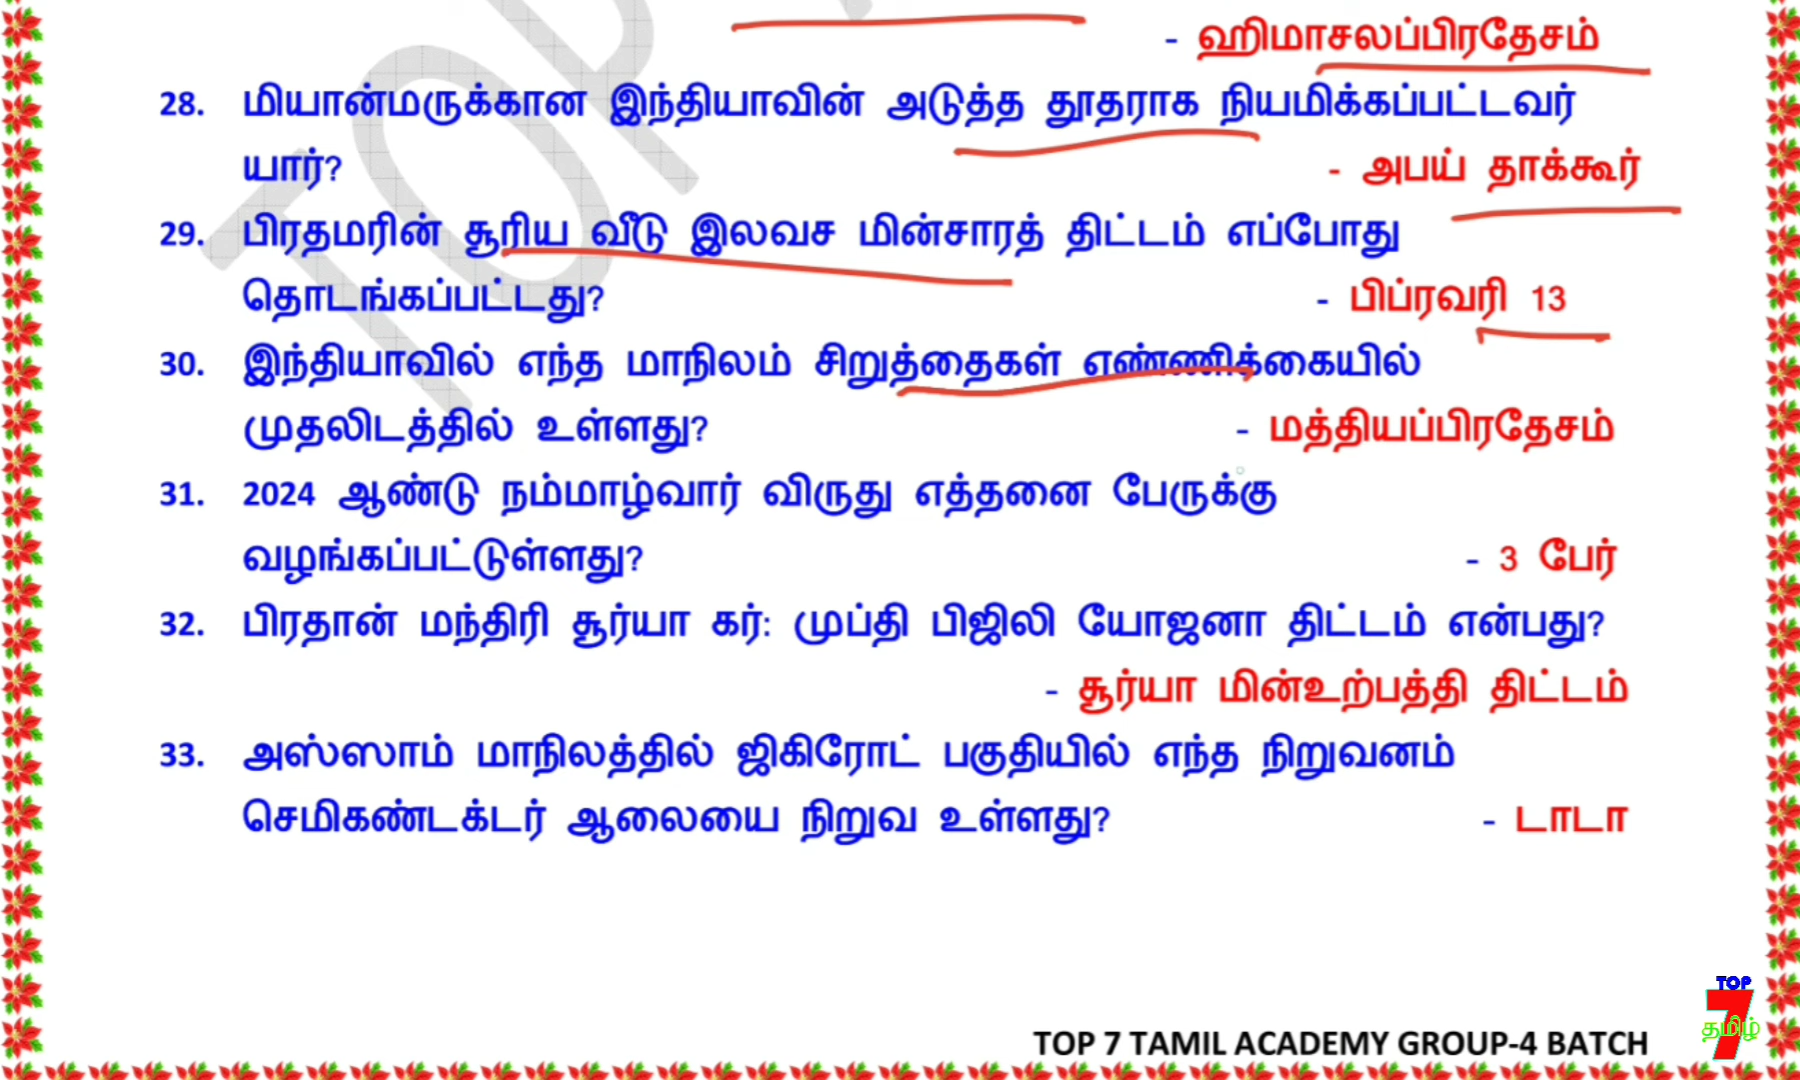 - ஹிமாசலப்பிரதேசம்
28. மியான்மருக்கான இந்தியாவின் அடுத்த தூதராக நியமிக்கப்பட்டவர்
யார்? - அபய் தாக்கூர்
29. பிரதமரின் சூரிய வீடு இலவச மின்சாரத் திட்டம் எப்போது
தொடங்கப்பட்டது? - பிப்ரவரி 13
30. இந்தியாவில் எந்த மாநிலம் சிறுத்தைகள் எண்ணிக்கையில்
முதலிடத்தில் உள்ளது? - மத்தியப்பிரதேசம்
31. 2024 ஆண்டு நம்மாழ்வார் விருது எத்தனை பேருக்கு
வழங்கப்பட்டுள்ளது? - 3 பேர்
32. பிரதான் மந்திரி சூர்யா கர்: முப்தி பிஜிலி யோஜனா திட்டம் என்பது?
- சூர்யா மின்உற்பத்தி திட்டம்
33. அஸ்ஸாம் மாநிலத்தில் ஜிகிரோட் பகுதியில் எந்த நிறுவனம்
செமிகண்டக்டர் ஆலையை நிறுவ உள்ளது? - டாடா
TOP 7 தமிழ்
TOP 7 TAMIL ACADEMY GROUP-4 BATCH